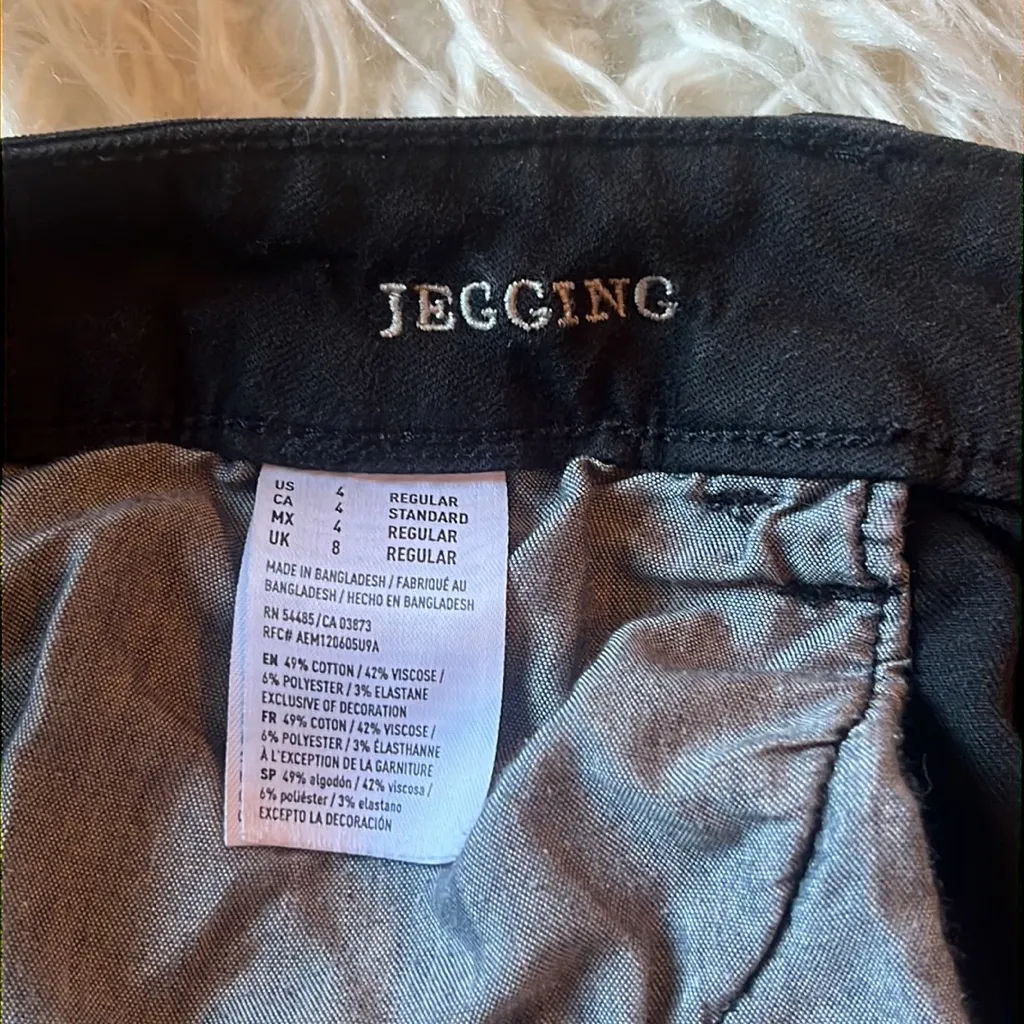 JEGGING
US 4 REGULAR
CA 4 STANDARD
MX 4 REGULAR
UK 8 REGULAR
MADE IN BANGLADESH / FABRIQUÉ AU
BANGLADESH / HECHO EN BANGLADESH
RN 54485/CA 03873
RFC# AEM120605U9A
EN 49% COTTON / 42% VISCOSE /
6% POLYESTER / 3% ELASTANE
EXCLUSIVE OF DECORATION
FR 49% COTON / 42% VISCOSE /
6% POLYESTER / 3% ÉLASTHANNE
À L'EXCEPTION DE LA GARNITURE
SP 49% algodón / 42% viscosa /
6% poliéster / 3% elastano
EXCEPTO LA DECORACIÓN